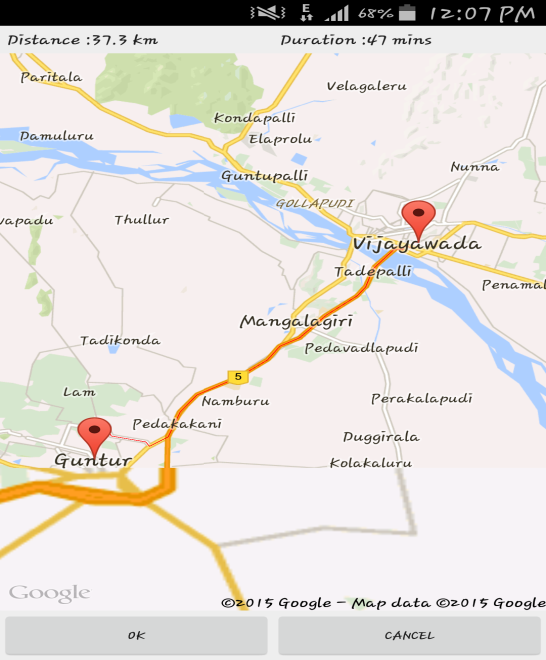 E 68% 12:07 PM
Distance :37.3 km Duration :47 mins
Paritala
Velagaleru
Kondapalli
Damuluru
Elaprolu
Nunna
Guntupalli
GOLLAPUDI
vapadu
Thullur
Vijayawada
Tadepalli
Penamal
Mangalagiri
Tadikonda
Pedavadlapudi
5
Lam
Namburu
Perakalapudi
Pedakakani
Duggirala
Guntur
Kolakaluru
Google
©2015 Google - Map data ©2015 Google
OK
CANCEL